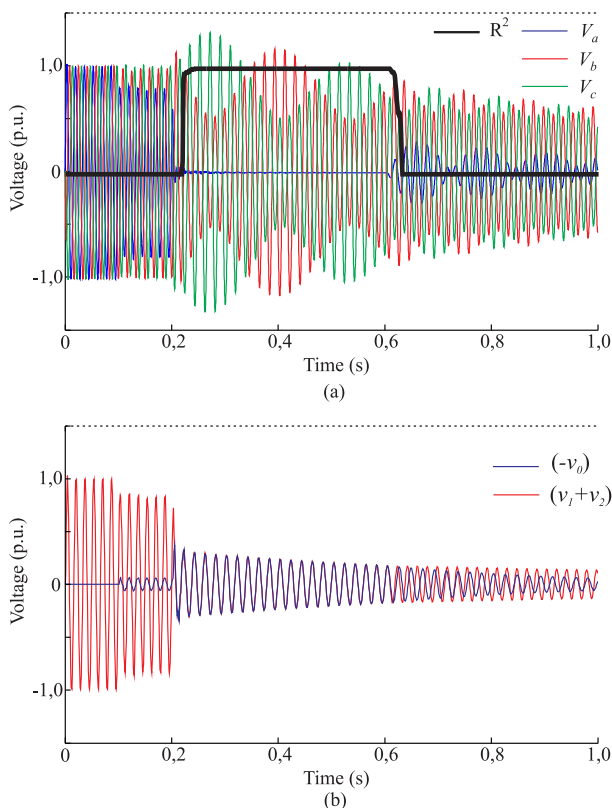 R² Vₐ
V_b
V_c
1,0
0
-1,0
Voltage (p.u.)
0 0,2 0,4 0,6 0,8 1,0
Time (s)
(a)
(-v₀)
(v₁+v₂)
1,0
0
-1,0
Voltage (p.u.)
0 0,2 0,4 0,6 0,8 1,0
Time (s)
(b)